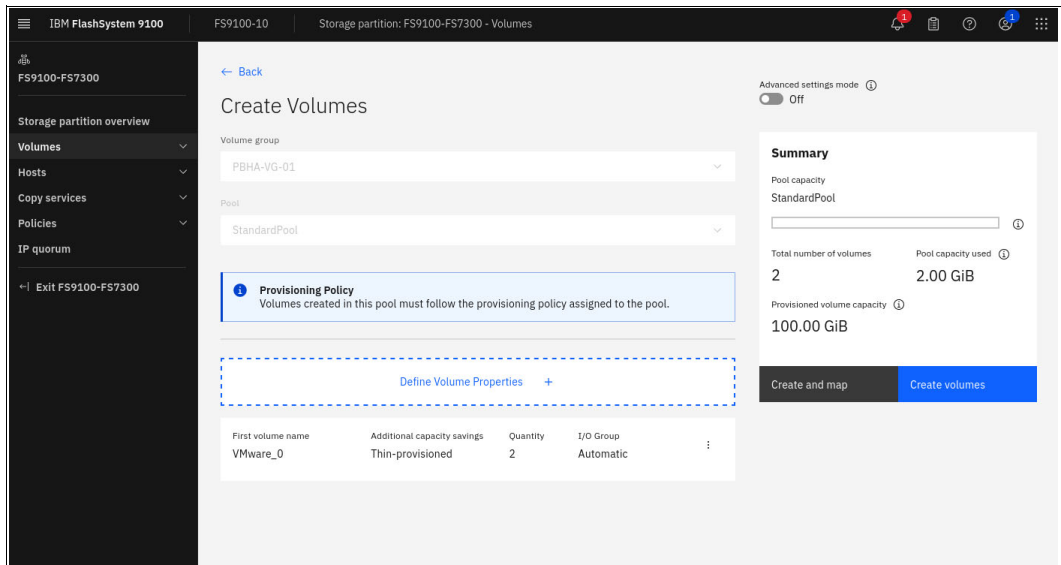 IBM FlashSystem 9100
FS9100-10
Storage partition: FS9100-FS7300 - Volumes
1
1
FS9100-FS7300
Storage partition overview
Volumes
Hosts
Copy services
Policies
IP quorum
Exit FS9100-FS7300
Back
Create Volumes
Volume group
PBHA-VG-01
Pool
StandardPool
Provisioning Policy
Volumes created in this pool must follow the provisioning policy assigned to the pool.
Define Volume Properties +
First volume name
Additional capacity savings
Quantity
I/O Group
VMware_0
Thin-provisioned
2
Automatic
Advanced settings mode
Off
Summary
Pool capacity
StandardPool
Total number of volumes
Pool capacity used
2
2.00 GiB
Provisioned volume capacity
100.00 GiB
Create and map
Create volumes